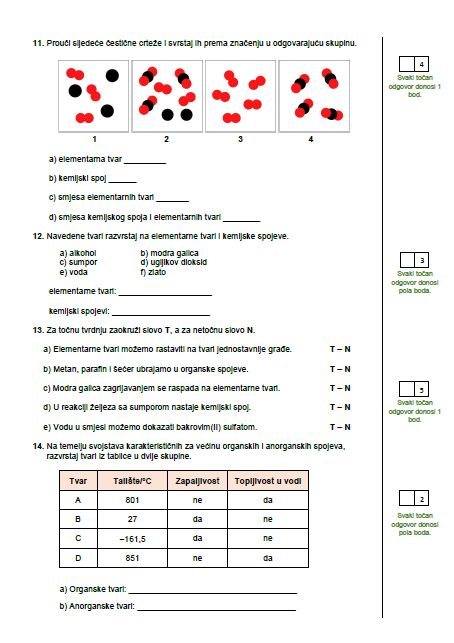 11. Prouči sljedeće čestične crteže i svrstaj ih prema značenju u odgovarajuću skupinu.
4
Svaki točan
odgovor donosi 1
bod.
1 2 3 4
a) elementarna tvar __________
b) kemijski spoj ______
c) smjesa elementarnih tvari _______
d) smjesa kemijskog spoja i elementarnih tvari ________
12. Navedene tvari razvrstaj na elementarne tvari i kemijske spojeve.
a) alkohol b) modra galica
c) sumpor d) ugljikov dioksid
e) voda f) zlato
3
Svaki točan
odgovor donosi
pola boda.
elementarne tvari: ____________________
kemijski spojevi: _____________________
13. Za točnu tvrdnju zaokruži slovo T, a za netočnu slovo N.
a) Elementarne tvari možemo rastaviti na tvari jednostavnije građe. T – N
b) Metan, parafin i šećer ubrajamo u organske spojeve. T – N
c) Modra galica zagrijavanjem se raspada na elementarne tvari. T – N
d) U reakciji željeza sa sumporom nastaje kemijski spoj. T – N
e) Vodu u smjesi možemo dokazati bakrovim(II) sulfatom. T – N
5
Svaki točan
odgovor donosi 1
bod.
14. Na temelju svojstava karakterističnih za većinu organskih i anorganskih spojeva,
razvrstaj tvari iz tablice u dvije skupine.
Tvar Talište/°C Zapaljivost Topljivost u vodi
A 801 ne da
B 27 da ne
C –161,5 da ne
D 851 ne da
2
Svaki točan
odgovor donosi
pola boda.
a) Organske tvari: ____________________
b) Anorganske tvari: ____________________